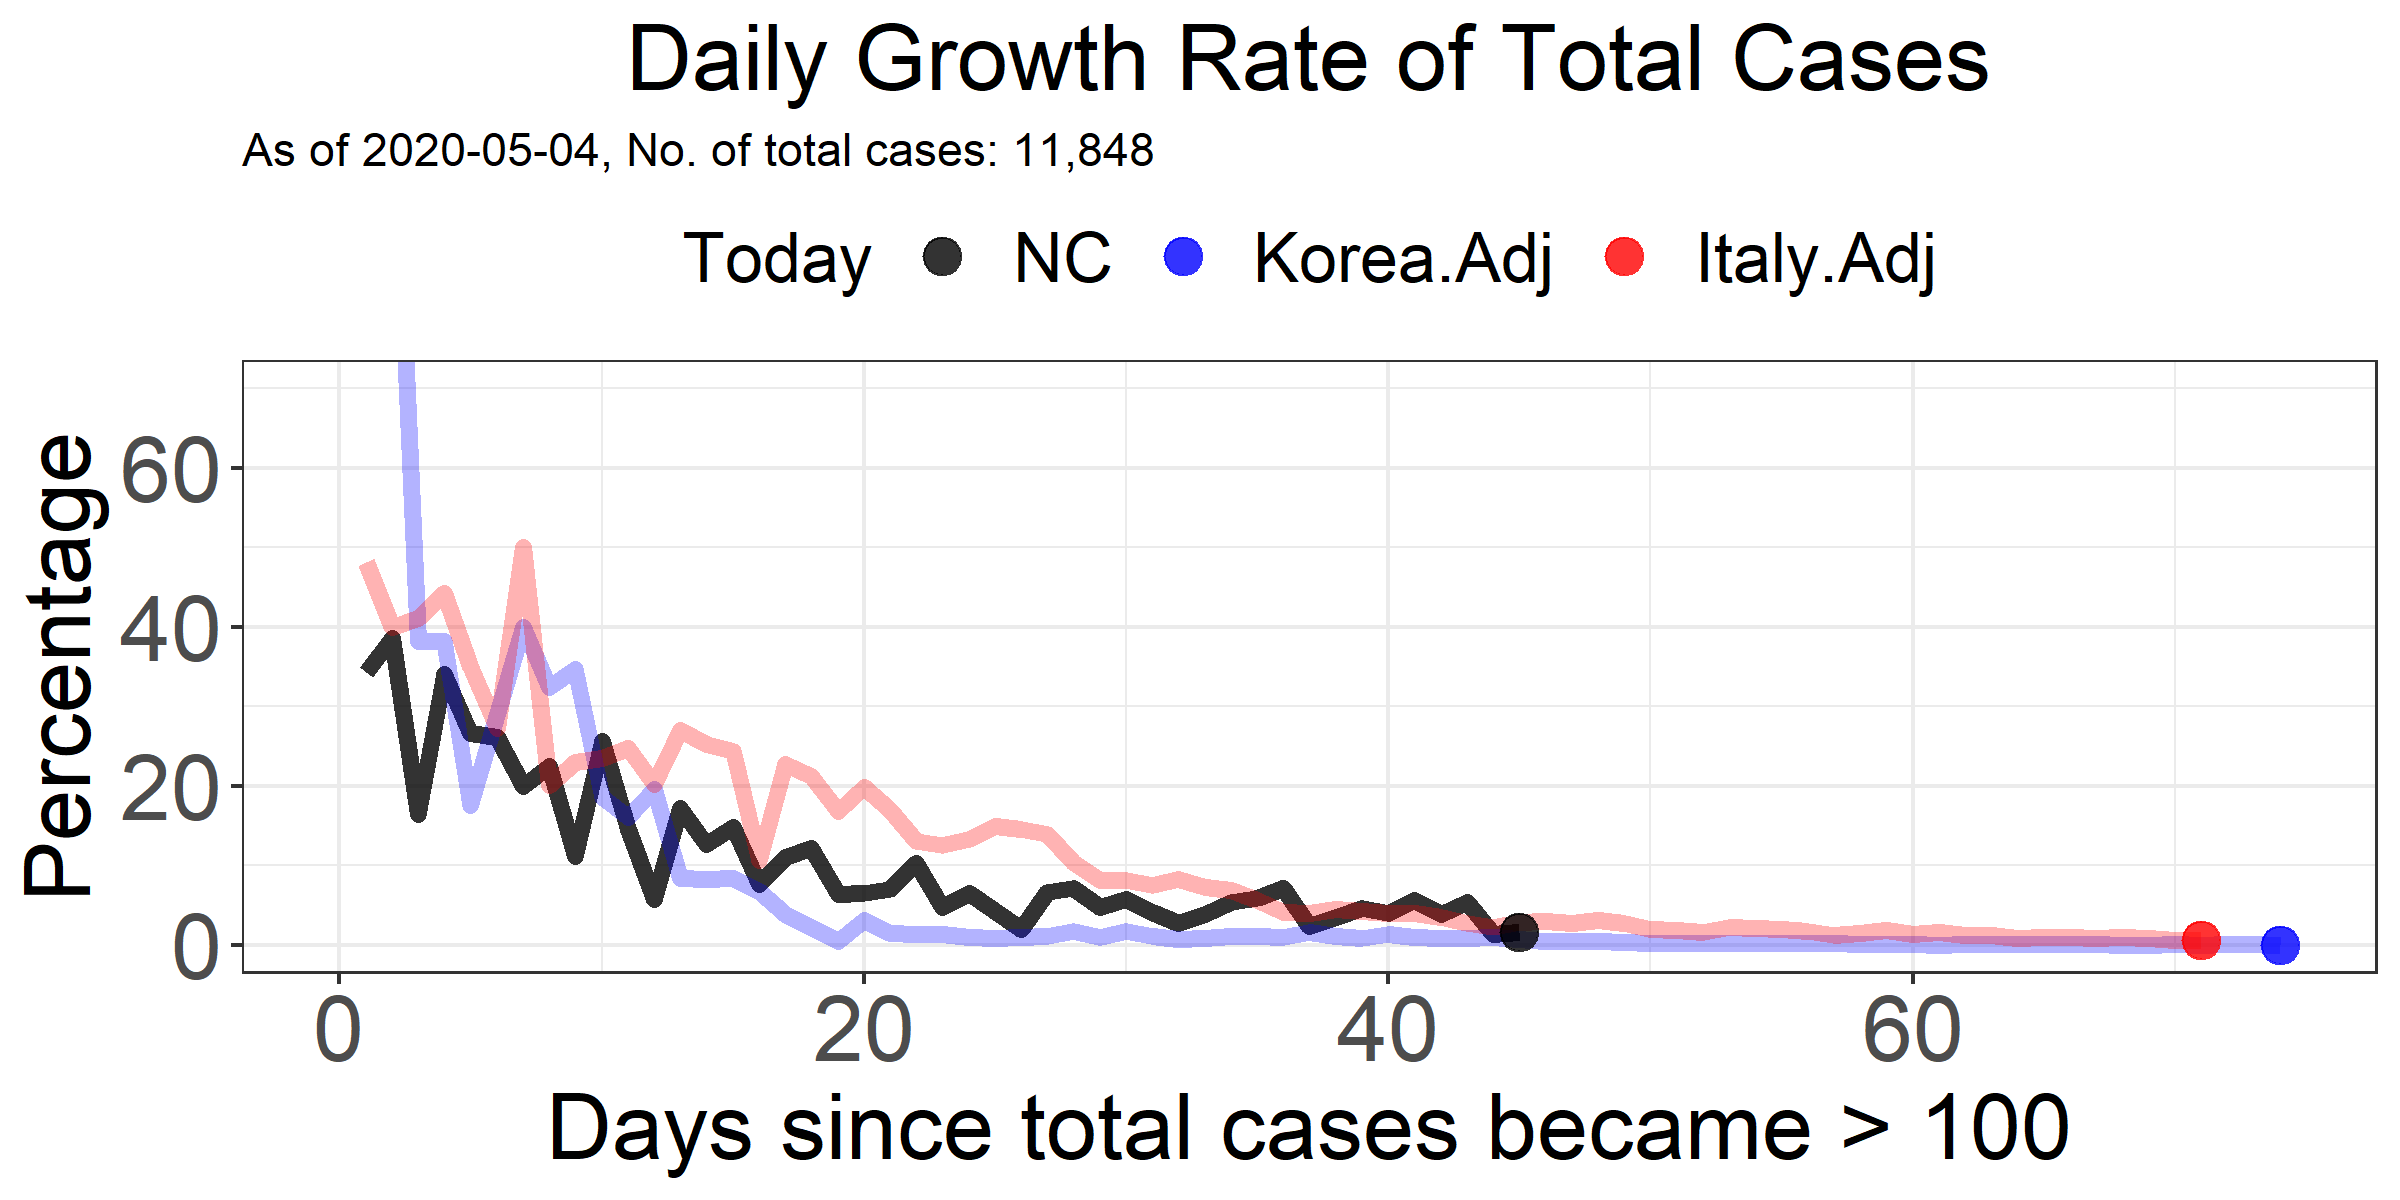 Daily Growth Rate of Total Cases
As of 2020-05-04, No. of total cases: 11,848
Today NC Korea.Adj Italy.Adj
Percentage
60
40
20
0
0 20 40 60
Days since total cases became > 100